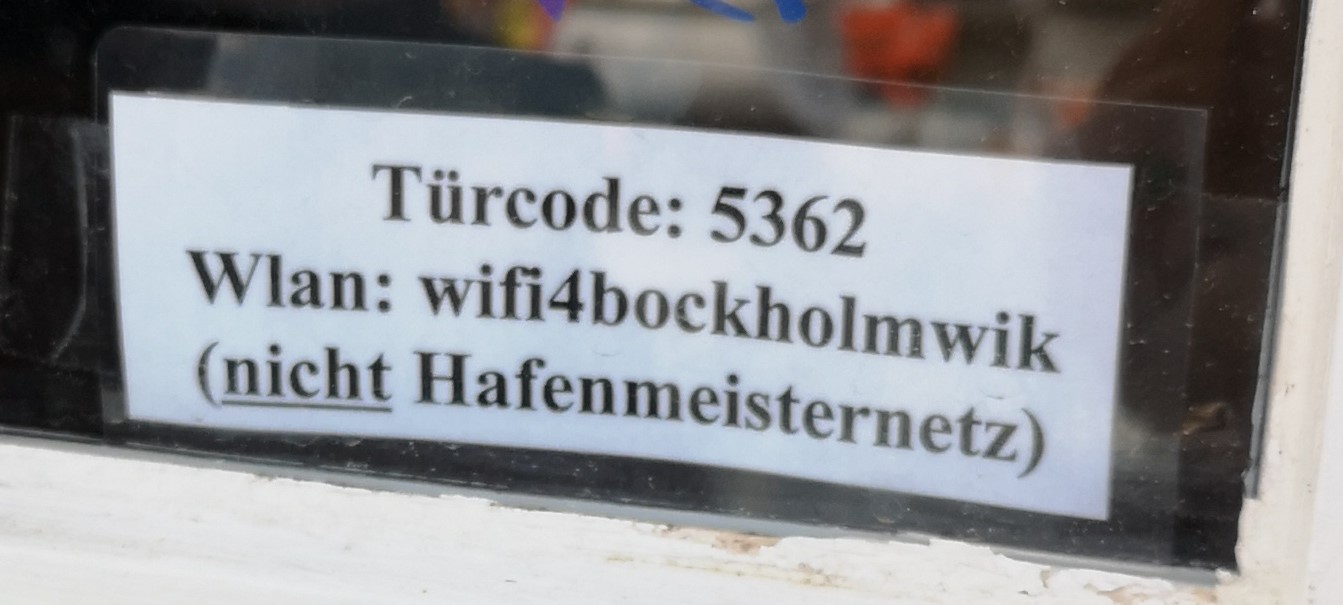 Türcode: 5362
Wlan: wifi4bockholmwik
(nicht Hafenmeisternetz)